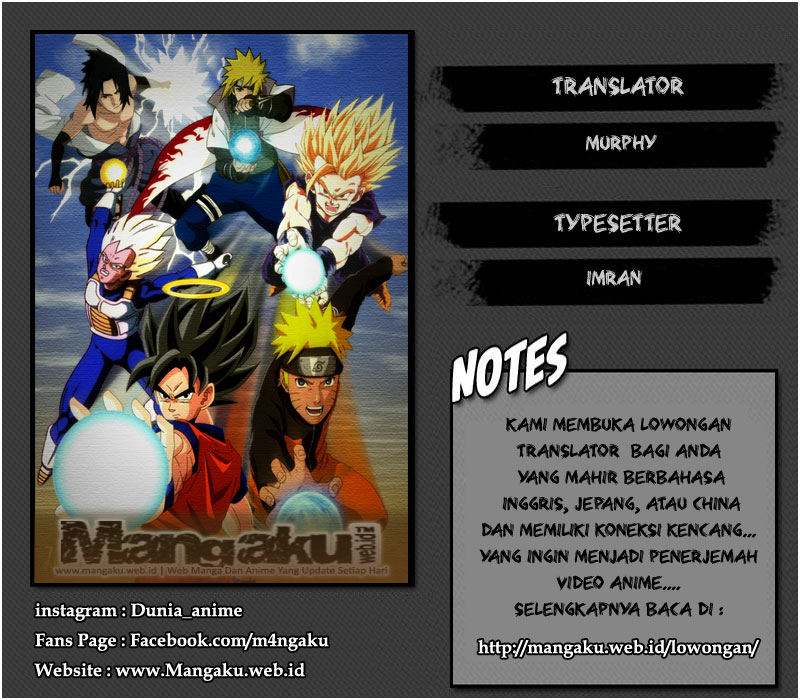 TRANSLATOR
MURPHY
TYPESETTER
IMRAN
NOTES
KAMI MEMBUKA LOWONGAN
TRANSLATOR BAGI ANDA
YANG MAHIR BERBAHASA
INGGRIS, JEPANG, ATAU CHINA
DAN MEMILIKI KONEKSI KENCANG...
YANG INGIN MENJADI PENERJEMAH
VIDEO ANIME....
SELENGKAPNYA BACA DI :
http://mangaku.web.id/lowongan/
Mangaku web.id ™
www.mangaku.web.id | Web Manga Dan Anime Yang Update Setiap Hari
instagram : Dunia_anime
Fans Page : Facebook.com/m4ngaku
Website : www.Mangaku.web.id